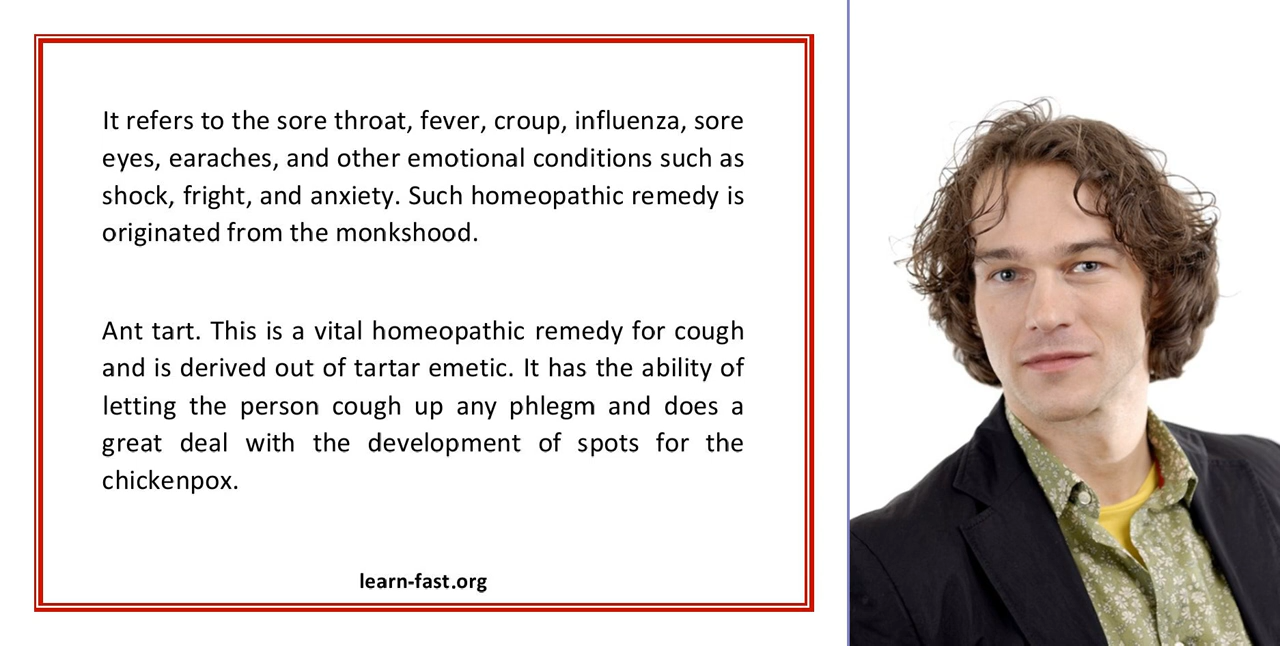 It refers to the sore throat, fever, croup, influenza, sore
eyes, earaches, and other emotional conditions such as
shock, fright, and anxiety. Such homeopathic remedy is
originated from the monkshood.
Ant tart. This is a vital homeopathic remedy for cough
and is derived out of tartar emetic. It has the ability of
letting the person cough up any phlegm and does a
great deal with the development of spots for the
chickenpox.
learn-fast.org